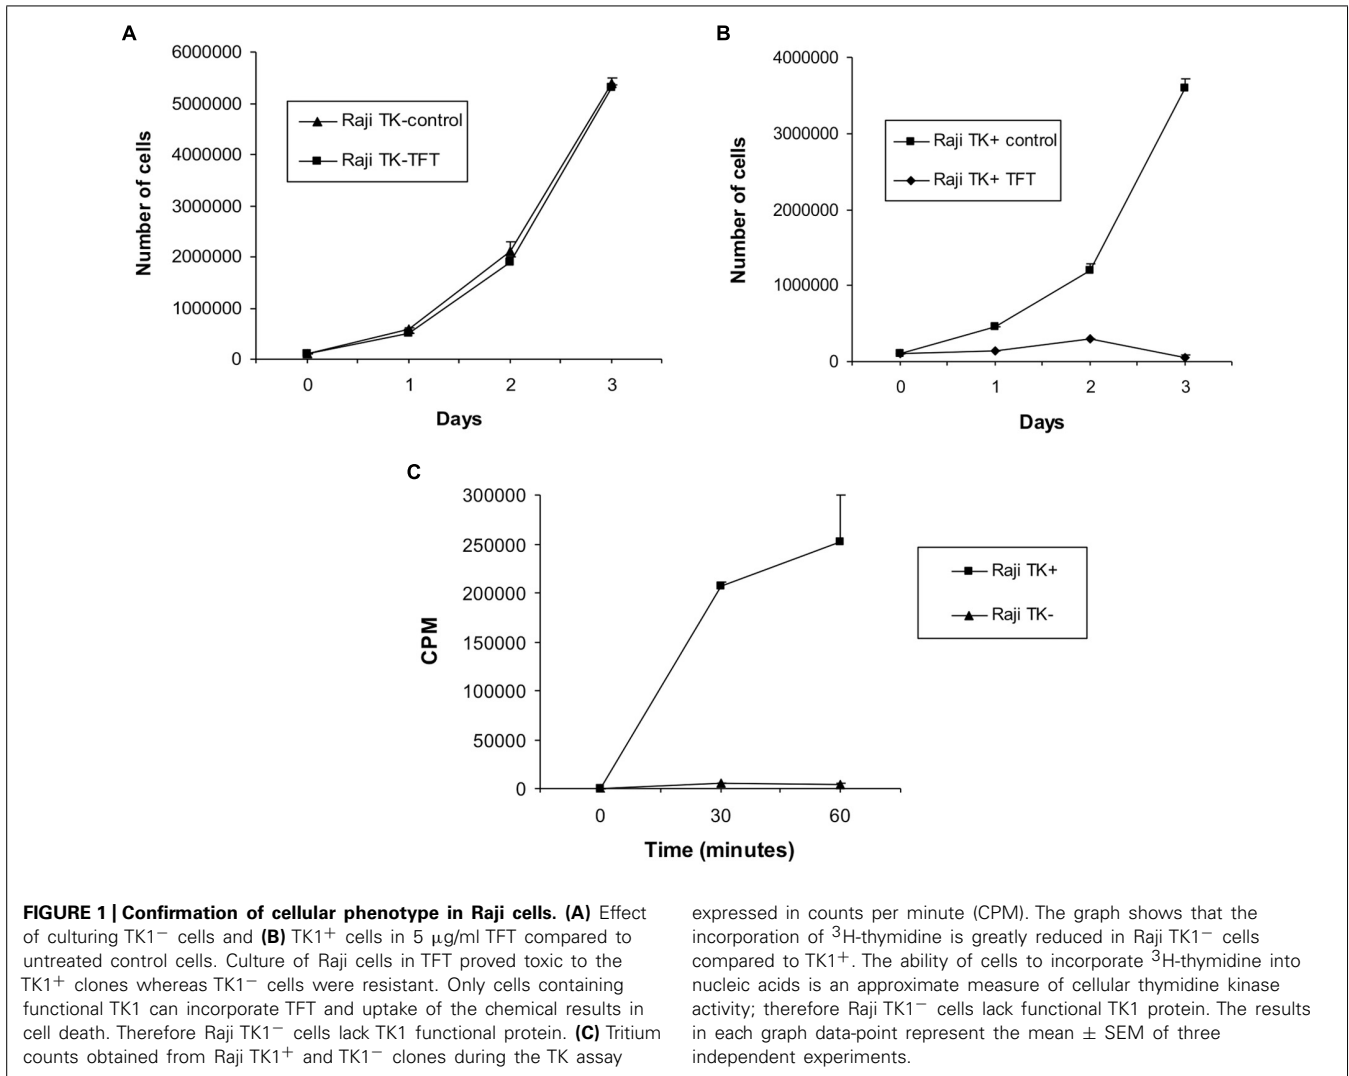 A
6000000
5000000
4000000
3000000
2000000
1000000
0
Number of cells
Raji TK-control
Raji TK-TFT
0 1 2 3
Days
B
4000000
3000000
2000000
1000000
0
Number of cells
Raji TK+ control
Raji TK+ TFT
0 1 2 3
Days
C
300000
250000
200000
150000
100000
50000
0
CPM
Raji TK+
Raji TK-
0 30 60
Time (minutes)
FIGURE 1 | Confirmation of cellular phenotype in Raji cells. (A) Effect
of culturing TK1⁻ cells and (B) TK1⁺ cells in 5 μg/ml TFT compared to
untreated control cells. Culture of Raji cells in TFT proved toxic to the
TK1⁺ clones whereas TK1⁻ cells were resistant. Only cells containing
functional TK1 can incorporate TFT and uptake of the chemical results in
cell death. Therefore Raji TK1⁻ cells lack TK1 functional protein. (C) Tritium
counts obtained from Raji TK1⁺ and TK1⁻ clones during the TK assay
expressed in counts per minute (CPM). The graph shows that the
incorporation of ³H-thymidine is greatly reduced in Raji TK1⁻ cells
compared to TK1⁺. The ability of cells to incorporate ³H-thymidine into
nucleic acids is an approximate measure of cellular thymidine kinase
activity; therefore Raji TK1⁻ cells lack functional TK1 protein. The results
in each graph data-point represent the mean ± SEM of three
independent experiments.